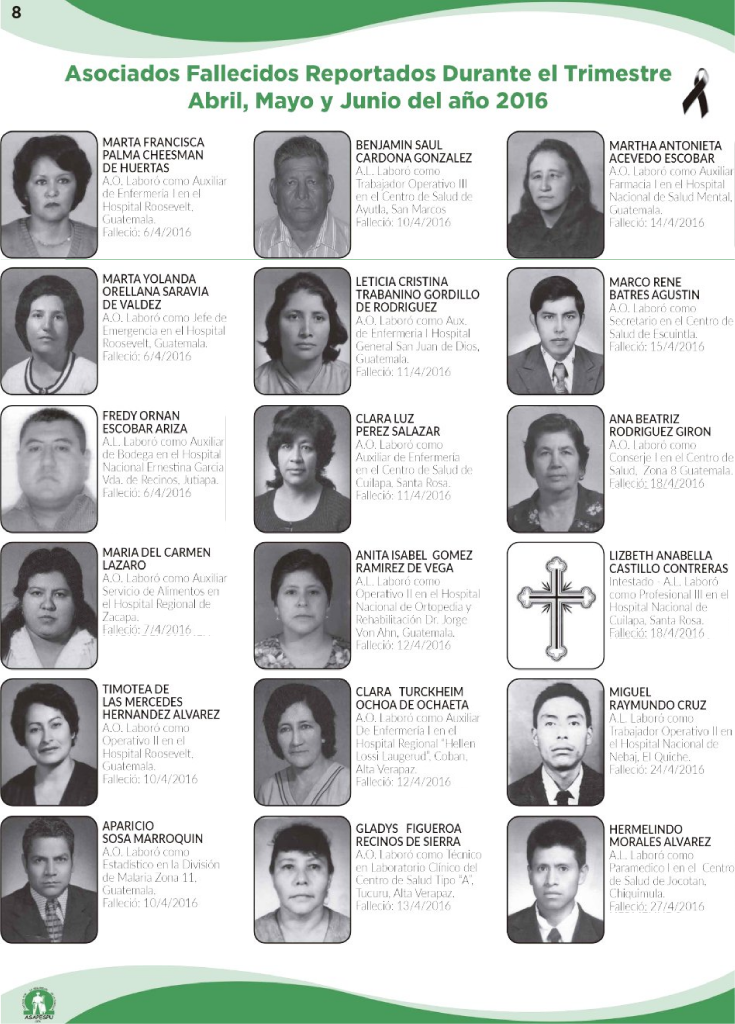 8
Asociados Fallecidos Reportados Durante el Trimestre
Abril, Mayo y Junio del año 2016
MARTA FRANCISCA
PALMA CHEESMAN
DE HUERTAS
A.O. Laboró como Auxiliar
de Enfermería I en el
Hospital Roosevelt,
Guatemala.
Falleció: 6/4/2016
BENJAMIN SAUL
CARDONA GONZALEZ
A.L. Laboró como
Trabajador Operativo III
en el Centro de Salud de
Ayutla, San Marcos
Falleció: 10/4/2016
MARTHA ANTONIETA
ACEVEDO ESCOBAR
A.O. Laboró como Auxiliar
Farmacia I en el Hospital
Nacional de Salud Mental,
Guatemala.
Falleció: 14/4/2016
MARTA YOLANDA
ORELLANA SARAVIA
DE VALDEZ
A.O. Laboró como Jefe de
Emergencia en el Hospital
Roosevelt, Guatemala.
Falleció: 6/4/2016
LETICIA CRISTINA
TRABANINO GORDILLO
DE RODRIGUEZ
A.O. Laboró como Aux.
de Enfermería I Hospital
General San Juan de Dios,
Guatemala.
Falleció: 11/4/2016
MARCO RENE
BATRES AGUSTIN
A.O. Laboró como
Secretario en el Centro de
Salud de Escuintla.
Falleció: 15/4/2016
FREDY ORNAN
ESCOBAR ARIZA
A.L. Laboró como Auxiliar
de Bodega en el Hospital
Nacional Ernestina Garcia
Vda. de Recinos, Jutiapa.
Falleció: 6/4/2016
CLARA LUZ
PEREZ SALAZAR
A.O. Laboró como
Auxiliar de Enfermería
en el Centro de Salud de
Cuilapa, Santa Rosa.
Falleció: 11/4/2016
ANA BEATRIZ
RODRIGUEZ GIRON
A.O. Laboró como
Conserje I en el Centro de
Salud, Zona 8 Guatemala.
Falleció: 18/4/2016
MARIA DEL CARMEN
LAZARO
A.O. Laboró como Auxiliar
Servicio de Alimentos en
el Hospital Regional de
Zacapa.
Falleció: 7/4/2016
ANITA ISABEL GOMEZ
RAMIREZ DE VEGA
A.L. Laboró como
Operativo II en el Hospital
Nacional de Ortopedia y
Rehabilitación Dr. Jorge
Von Ahn, Guatemala.
Falleció: 12/4/2016
LIZBETH ANABELLA
CASTILLO CONTRERAS
Intestado - A.L. Laboró
como Profesional III en el
Hospital Nacional de
Cuilapa, Santa Rosa.
Falleció: 18/4/2016
TIMOTEA DE
LAS MERCEDES
HERNANDEZ ALVAREZ
A.O. Laboró como
Operativo II en el
Hospital Roosevelt,
Guatemala.
Falleció: 10/4/2016
CLARA TURCKHEIM
OCHOA DE OCHAETA
A.O. Laboró como Auxiliar
De Enfermería I en el
Hospital Regional "Hellen
Lossi Laugerud", Coban,
Alta Verapaz.
Falleció: 12/4/2016
MIGUEL
RAYMUNDO CRUZ
A.L. Laboró como
Trabajador Operativo II en
el Hospital Nacional de
Nebaj, El Quiche.
Falleció: 24/4/2016
APARICIO
SOSA MARROQUIN
A.O. Laboró como
Estadístico en la División
de Malaria Zona 11,
Guatemala.
Falleció: 10/4/2016
GLADYS FIGUEROA
RECINOS DE SIERRA
A.O. Laboró como Técnico
en Laboratorio Clínico del
Centro de Salud Tipo "A",
Tucuru, Alta Verapaz.
Falleció: 13/4/2016
HERMELINDO
MORALES ALVAREZ
A.L. Laboró como
Paramedico I en el Centro
de Salud de Jocotan,
Chiquimula.
Falleció: 27/4/2016